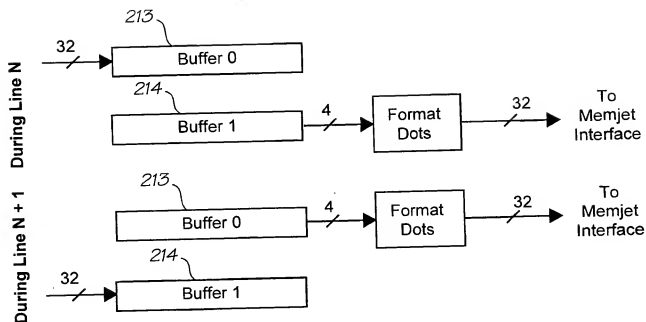 During Line N
213
32
Buffer 0
214
Buffer 1
4
Format
Dots
32
To
Memjet
Interface
During Line N + 1
213
Buffer 0
4
Format
Dots
32
To
Memjet
Interface
214
32
Buffer 1